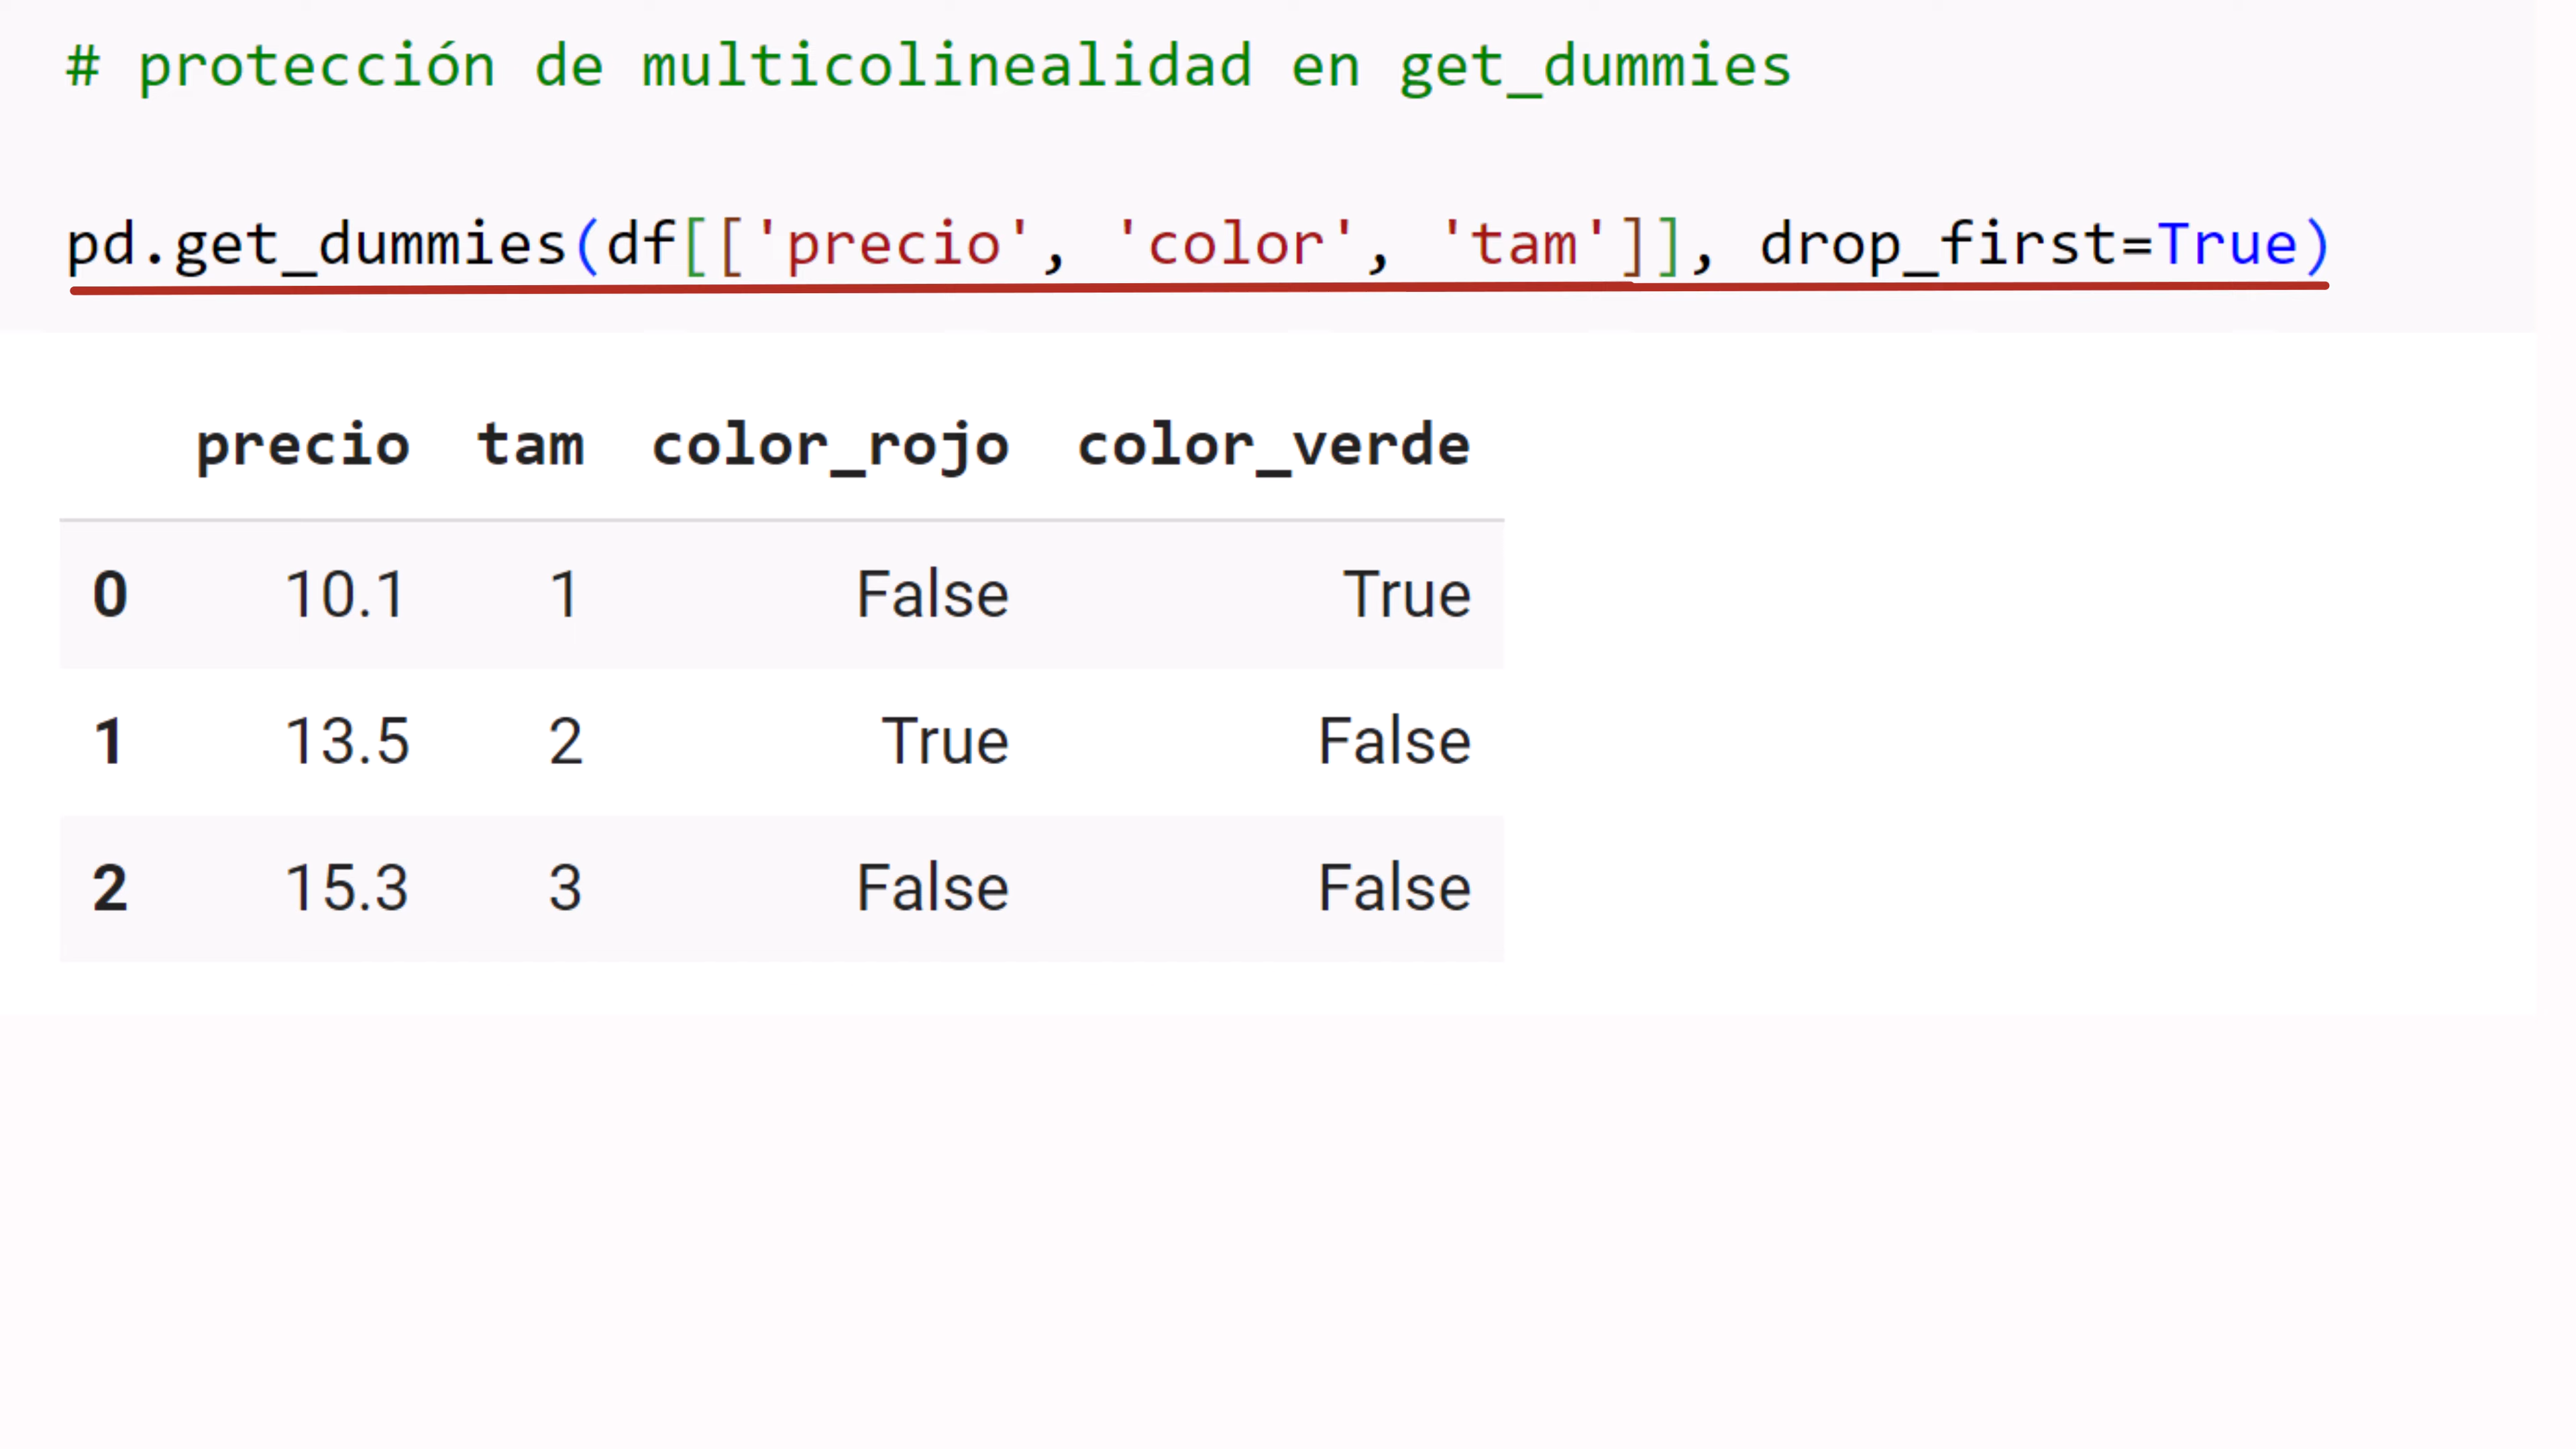 # protección de multicolinealidad en get_dummies
pd.get_dummies(df[['precio', 'color', 'tam']], drop_first=True)
precio tam color_rojo color_verde
0 10.1 1 False True
1 13.5 2 True False
2 15.3 3 False False